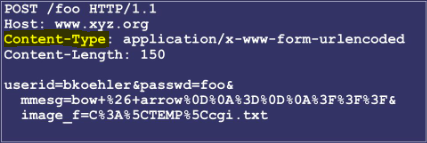 POST /foo HTTP/1.1
Host: www.xyz.org
Content-Type: application/x-www-form-urlencoded
Content-Length: 150

userid=bkoehler&passwd=foo&
mmesg=bow+%26+arrow%0D%0A%3D%0D%0A%3F%3F%3F&
image_f=C%3A%5CTEMP%5Ccgi.txt